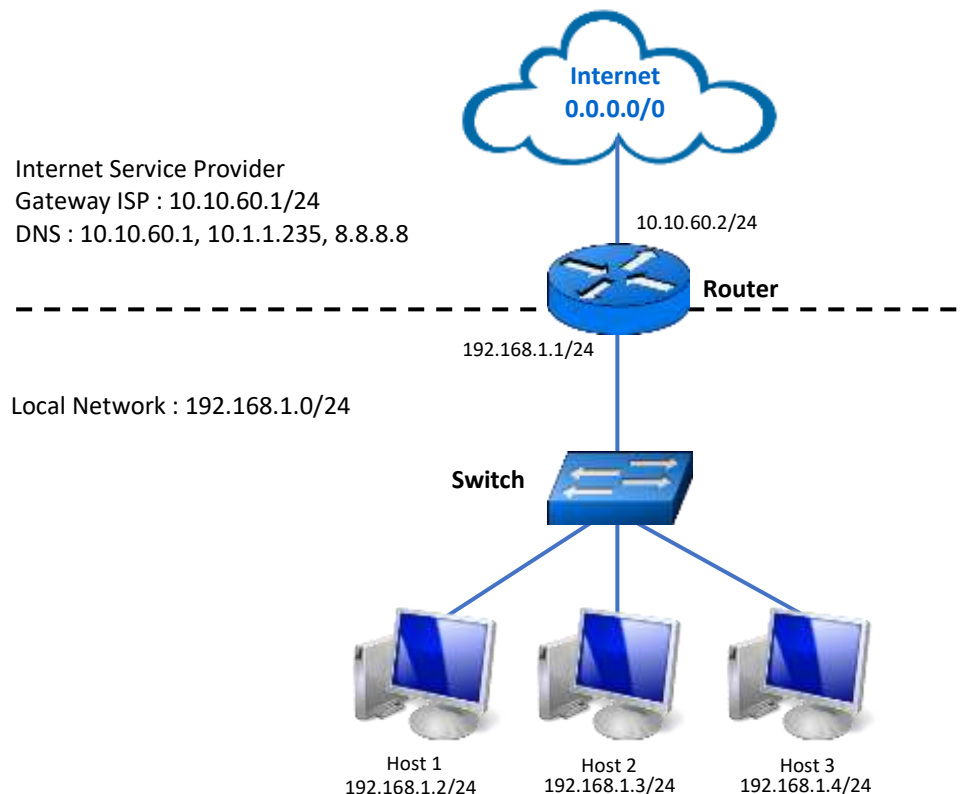 Internet
0.0.0.0/0
Internet Service Provider
Gateway ISP : 10.10.60.1/24
DNS : 10.10.60.1, 10.1.1.235, 8.8.8.8
10.10.60.2/24
Router
192.168.1.1/24
Local Network : 192.168.1.0/24
Switch
Host 1
192.168.1.2/24
Host 2
192.168.1.3/24
Host 3
192.168.1.4/24